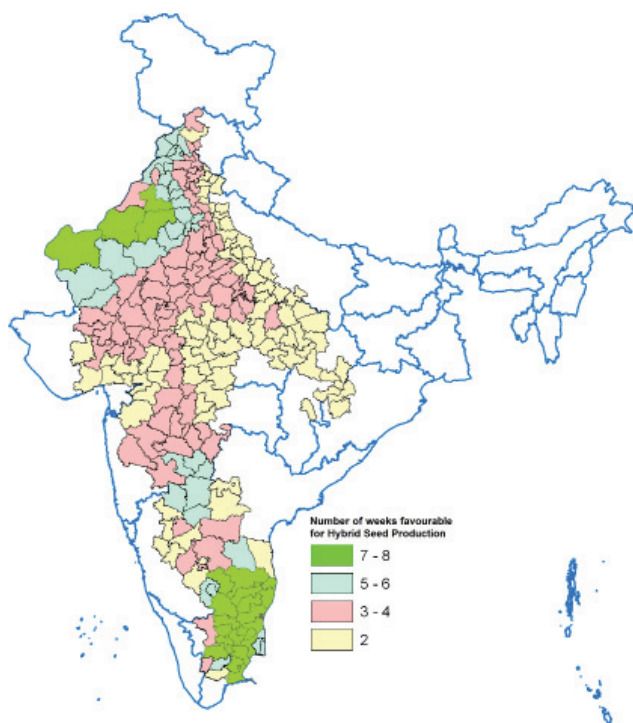 Number of weeks favourable
for Hybrid Seed Production
7 - 8
5 - 6
3 - 4
2